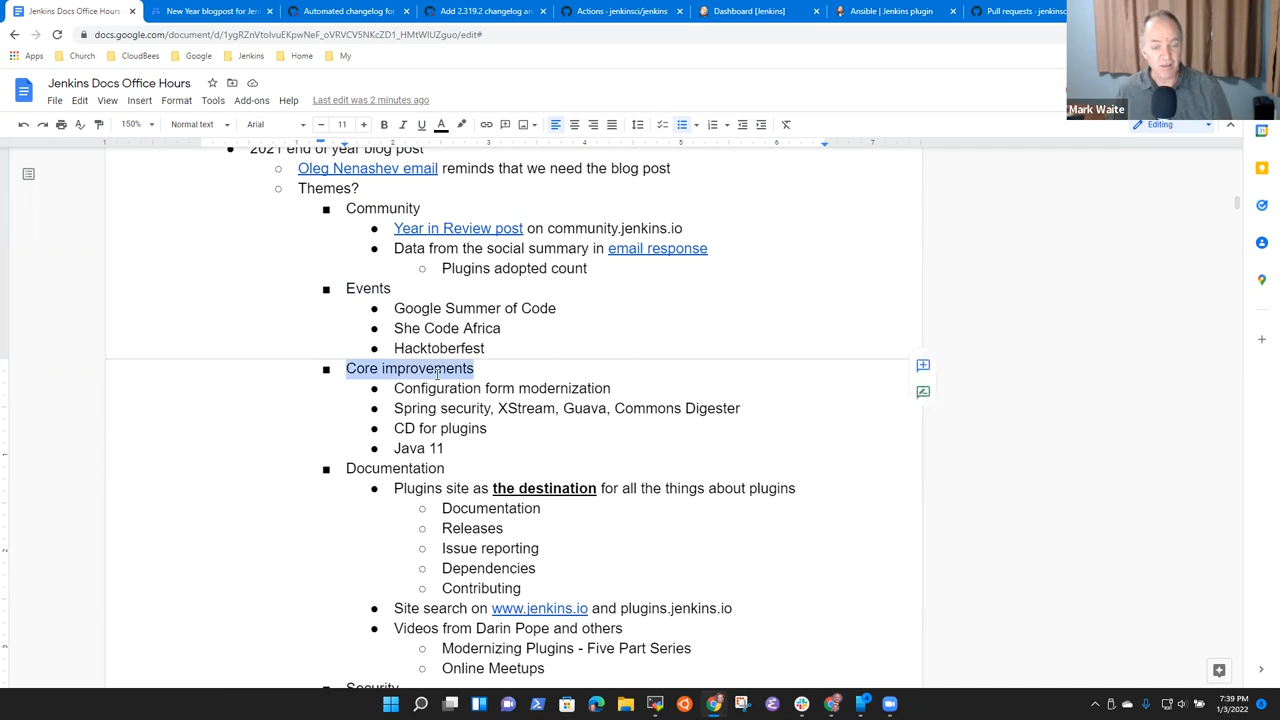 Jenkins Docs Office Hours
New Year blogpost for Jen
Automated changelog for
Add 2.319.2 changelog an
Actions · jenkinsci/jenkins
Dashboard [Jenkins]
Ansible | Jenkins plugin
Pull requests · jenkinsc
docs.google.com/document/d/1ygRZnVtoIvuEKpwNeF_oVRVCV5NKcZD1_HMtWIUZguo/edit#
Apps
Church
CloudBees
Google
Jenkins
Home
My
Jenkins Docs Office Hours
File Edit View Insert Format Tools Add-ons Help Last edit was 2 minutes ago
150% Normal text Arial 11 Editing
Mark Waite
2021 end of year blog post
Oleg Nenashev email reminds that we need the blog post
Themes?
Community
Year in Review post on community.jenkins.io
Data from the social summary in email response
Plugins adopted count
Events
Google Summer of Code
She Code Africa
Hacktoberfest
Core improvements
Configuration form modernization
Spring security, XStream, Guava, Commons Digester
CD for plugins
Java 11
Documentation
Plugins site as the destination for all the things about plugins
Documentation
Releases
Issue reporting
Dependencies
Contributing
Site search on www.jenkins.io and plugins.jenkins.io
Videos from Darin Pope and others
Modernizing Plugins - Five Part Series
Online Meetups
Security
7:39 PM
1/3/2022